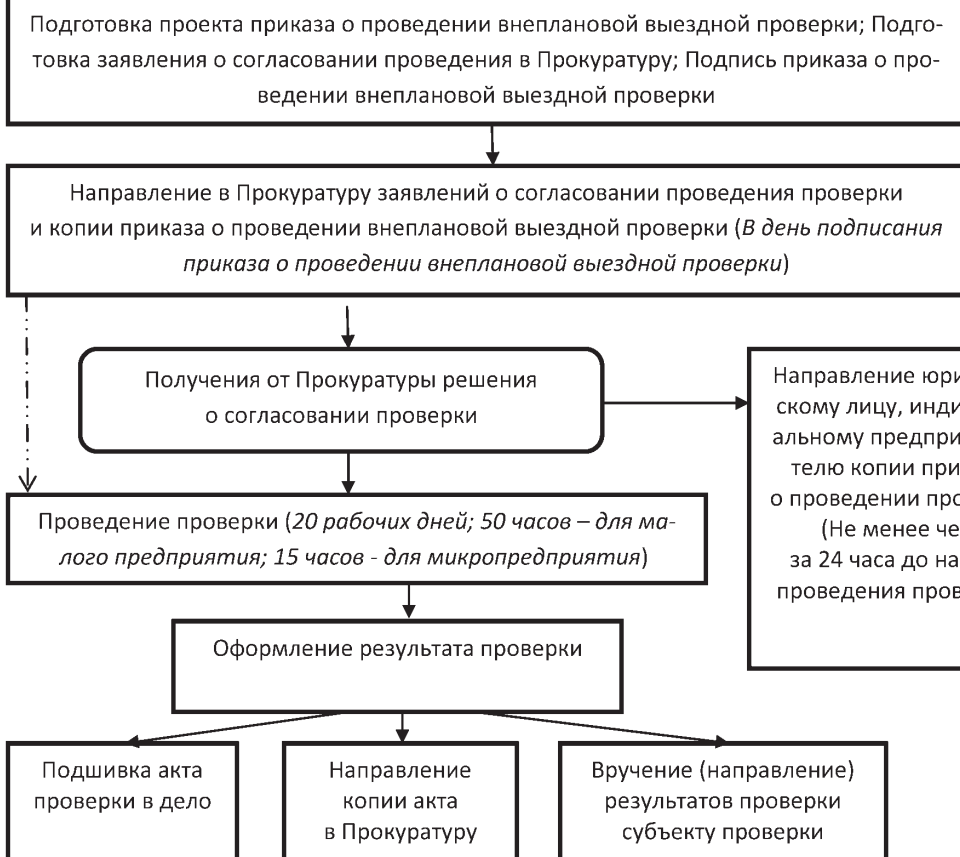 Подготовка проекта приказа о проведении внеплановой выездной проверки; Подго-
товка заявления о согласовании проведения в Прокуратуру; Подпись приказа о про-
ведении внеплановой выездной проверки
Направление в Прокуратуру заявлений о согласовании проведения проверки
и копии приказа о проведении внеплановой выездной проверки (В день подписания
приказа о проведении внеплановой выездной проверки)
Получения от Прокуратуры решения
о согласовании проверки
Направление юри
скому лицу, инди
альному предпри
телю копии при
о проведении про
(Не менее че
за 24 часа до на
проведения пров
Проведение проверки (20 рабочих дней; 50 часов – для ма-
лого предприятия; 15 часов - для микропредприятия)
Оформление результата проверки
Подшивка акта
проверки в дело
Направление
копии акта
в Прокуратуру
Вручение (направление)
результатов проверки
субъекту проверки